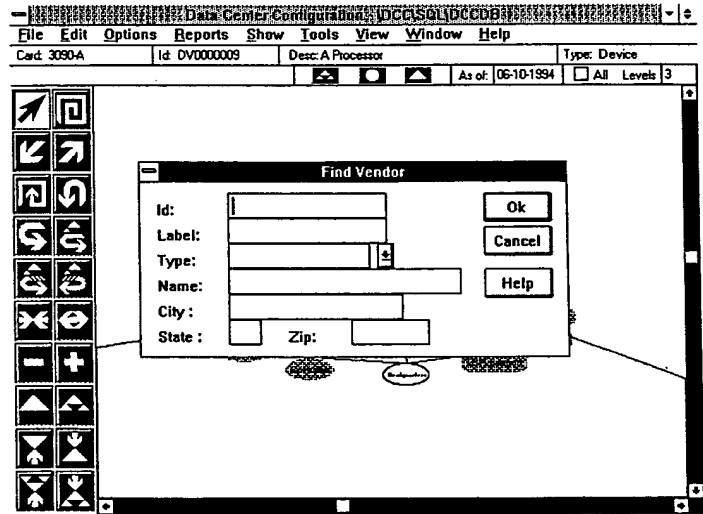 Data Center Configuration: \DCC\SQL\DCCDB
File Edit Options Reports Show Tools View Window Help
Card: 3090-A Id: DV0000009 Desc: A Processor Type: Device
As of: 06-10-1994 All Levels 3
Find Vendor
Id: Ok
Label: Cancel
Type:
Name: Help
City :
State : Zip: